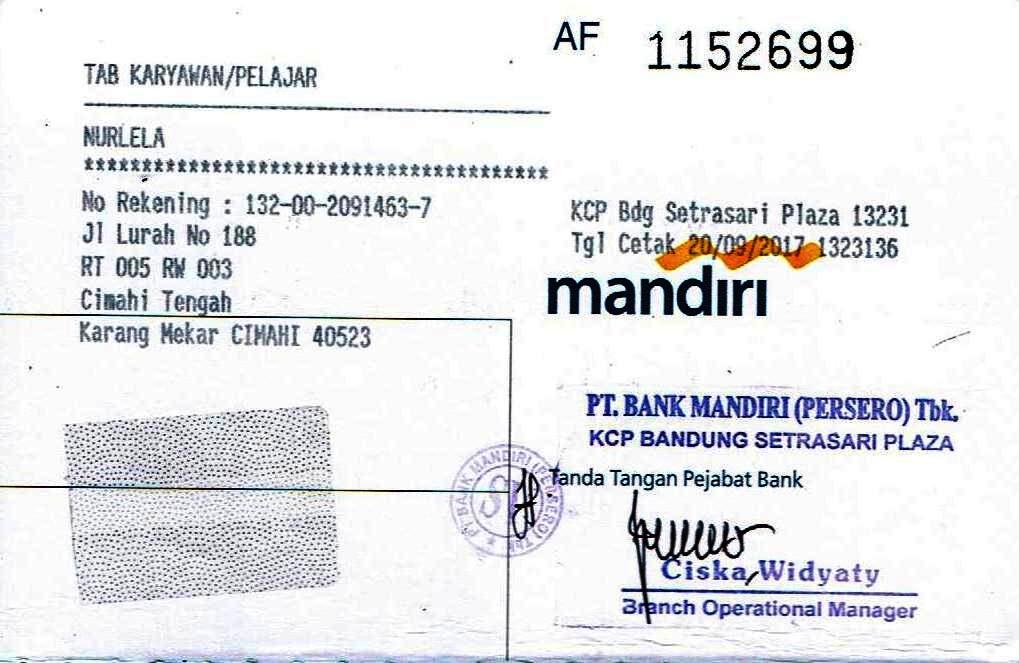 AF 1152699
TAB KARYAWAN/PELAJAR
NURLELA
******************************************
No Rekening : 132-00-2091463-7
Jl Lurah No 188
RT 005 RW 003
Cimahi Tengah
Karang Mekar CIMAHI 40523
KCP Bdg Setrasari Plaza 13231
Tgl Cetak 20/09/2017 1323136
mandiri
PT. BANK MANDIRI (PERSERO) Tbk.
KCP BANDUNG SETRASARI PLAZA
Tanda Tangan Pejabat Bank
Ciska Widyaty
Branch Operational Manager
PT. BANK MANDIRI (PERSERO) Tbk